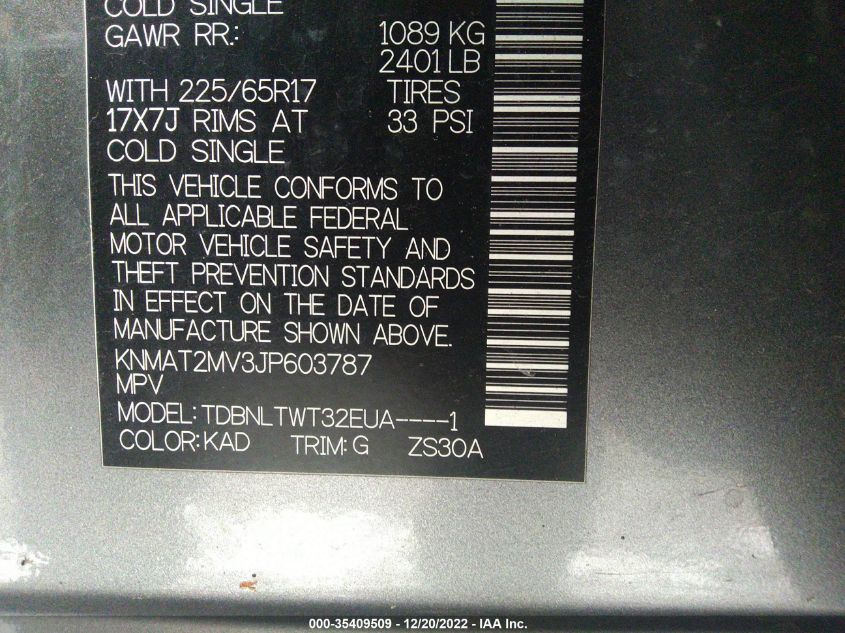 COLD SINGLE
GAWR RR.: 1089 KG
2401 LB
WITH 225/65R17 TIRES
17X7J RIMS AT 33 PSI
COLD SINGLE
THIS VEHICLE CONFORMS TO
ALL APPLICABLE FEDERAL
MOTOR VEHICLE SAFETY AND
THEFT PREVENTION STANDARDS
IN EFFECT ON THE DATE OF
MANUFACTURE SHOWN ABOVE.
KNMAT2MV3JP603787
MPV
MODEL: TDBNLTWT32EUA----1
COLOR: KAD TRIM: G ZS30A
000-35409509 - 12/20/2022 - IAA Inc.